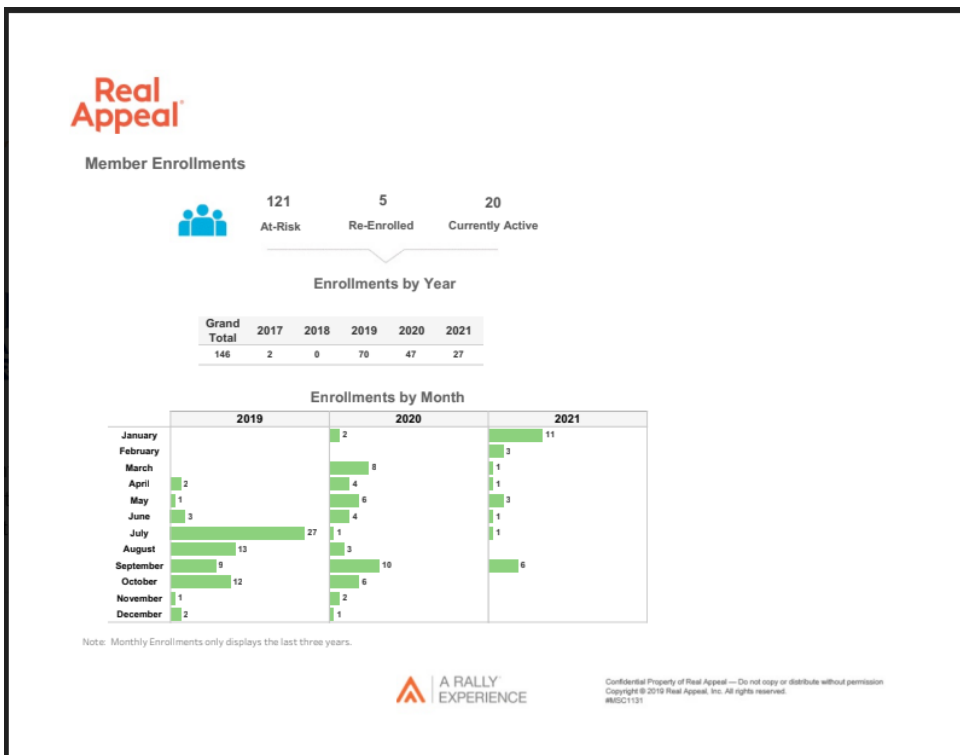 Real
Appeal®
Member Enrollments
121 5 20
At-Risk Re-Enrolled Currently Active
Enrollments by Year
Grand Total 2017 2018 2019 2020 2021
146 2 0 70 47 27
Enrollments by Month
2019 2020 2021
January 2 11
February 3
March 8 1
April 2 4 1
May 1 6 3
June 3 4 1
July 27 1 1
August 13 3
September 9 10 6
October 12 6
November 1 2
December 2 1
Note: Monthly Enrollments only displays the last three years.
A RALLY
EXPERIENCE
Confidential Property of Real Appeal — Do not copy or distribute without permission
Copyright © 2019 Real Appeal, Inc. All rights reserved.
#MSC1131